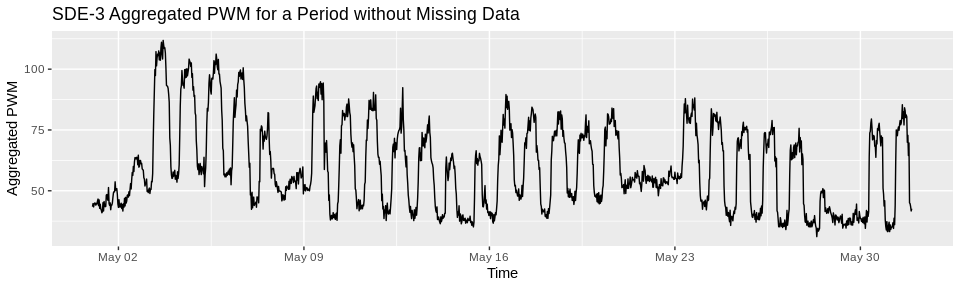 SDE-3 Aggregated PWM for a Period without Missing Data
Aggregated PWM
100
75
50
May 02
May 09
May 16
May 23
May 30
Time